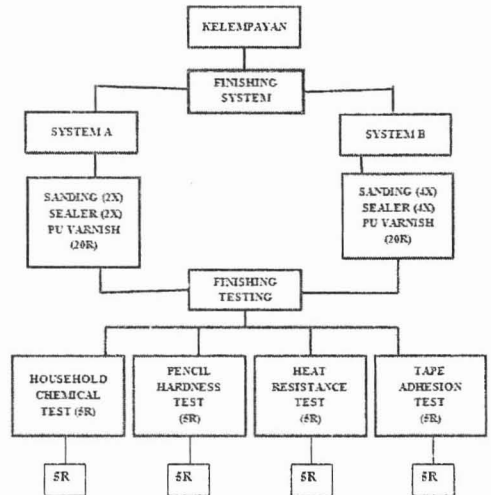 KELEMPAYAN
FINISHING
SYSTEM
SYSTEM A
SYSTEM B
SANDING (2X)
SEALER (2X)
PU VARNISH
(20R)
SANDING (4X)
SEALER (4X)
PU VARNISH
(20R)
FINISHING
TESTING
HOUSEHOLD
CHEMICAL
TEST (5R)
PENCIL
HARDNESS
TEST
(5R)
HEAT
RESISTANCE
TEST
(5R)
TAPE
ADHESION
TEST
(5R)
5R
5R
5R
5R